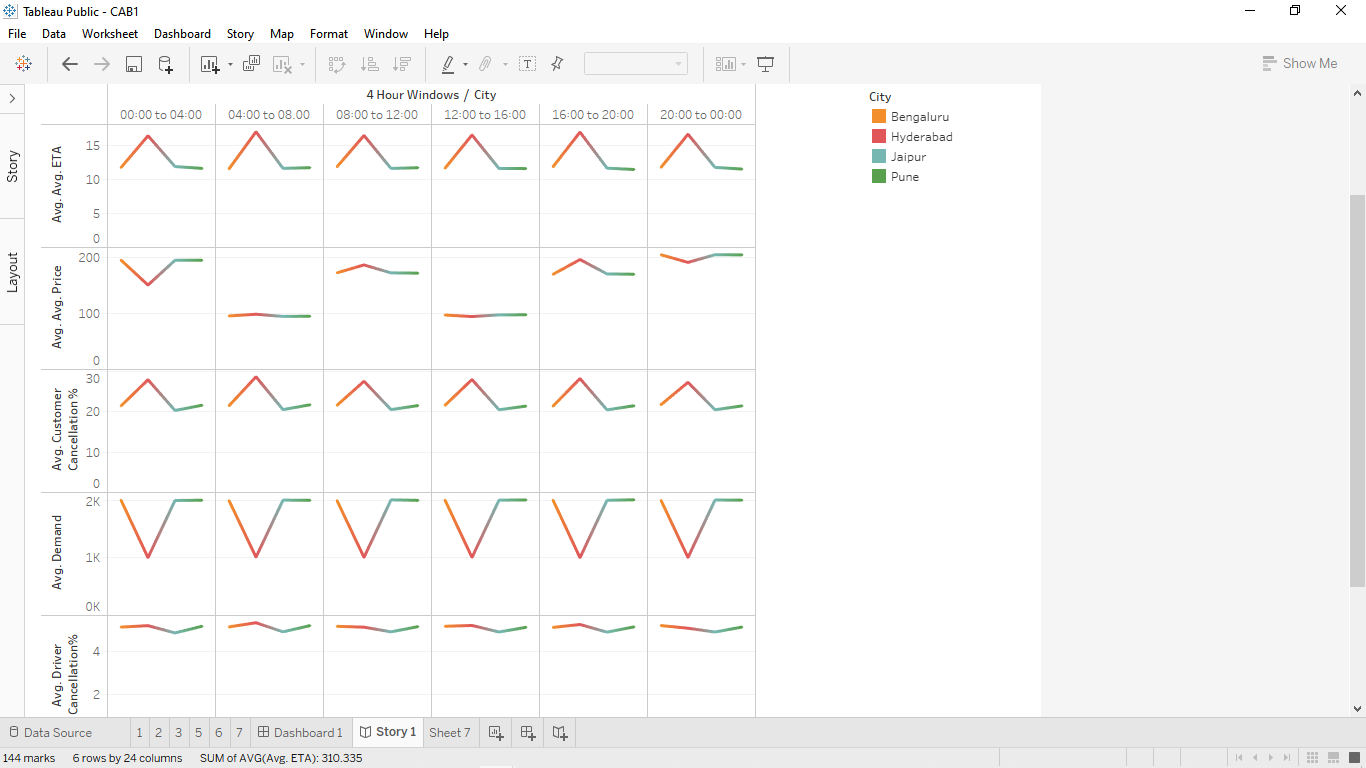 Tableau Public - CAB1
File Data Worksheet Dashboard Story Map Format Window Help
Show Me
Story
Layout
4 Hour Windows / City
00:00 to 04:00 04:00 to 08.00 08:00 to 12:00 12:00 to 16:00 16:00 to 20:00 20:00 to 00:00
Avg. Avg. ETA
15
10
5
0
Avg. Avg. Price
200
100
0
Avg. Customer
Cancellation %
30
20
10
0
Avg. Demand
2K
1K
0K
Avg. Driver
Cancellation%
4
2
City
Bengaluru
Hyderabad
Jaipur
Pune
Data Source 1 2 3 5 6 7 Dashboard 1 Story 1 Sheet 7
144 marks 6 rows by 24 columns SUM of AVG(Avg. ETA): 310.335